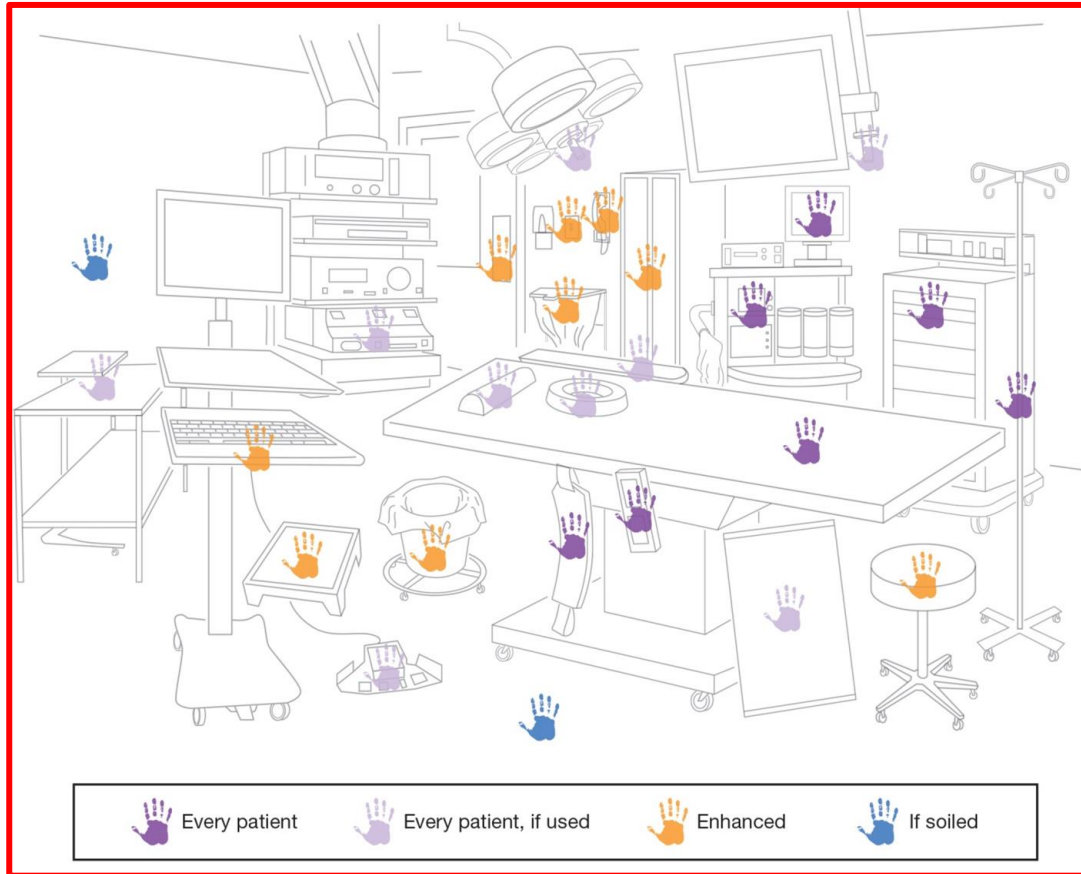 Every patient
Every patient, if used
Enhanced
If soiled